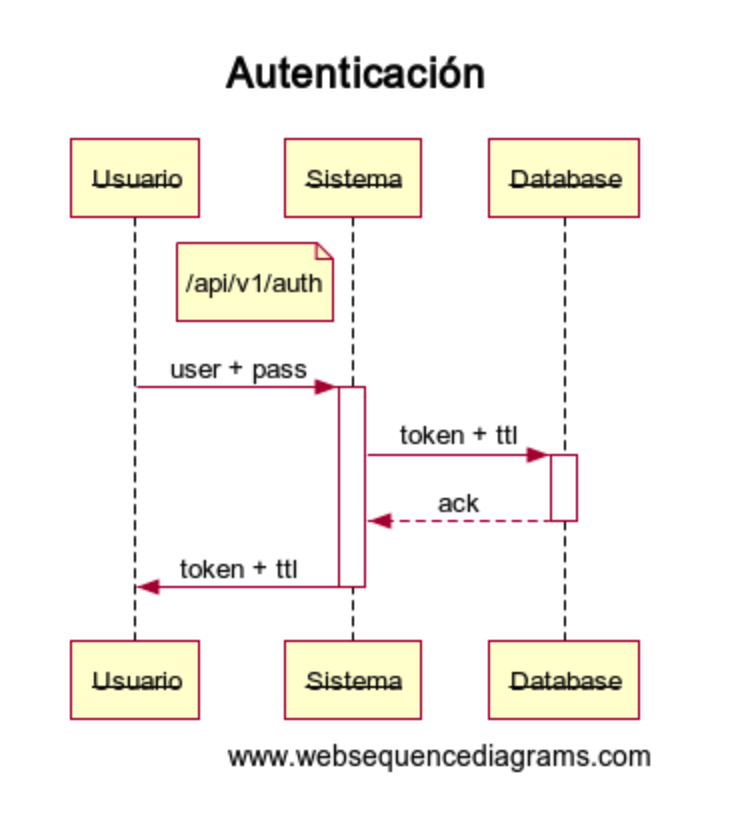 Autenticación
Usuario
Sistema
Database
/api/v1/auth
user + pass
token + ttl
ack
token + ttl
Usuario
Sistema
Database
www.websequencediagrams.com